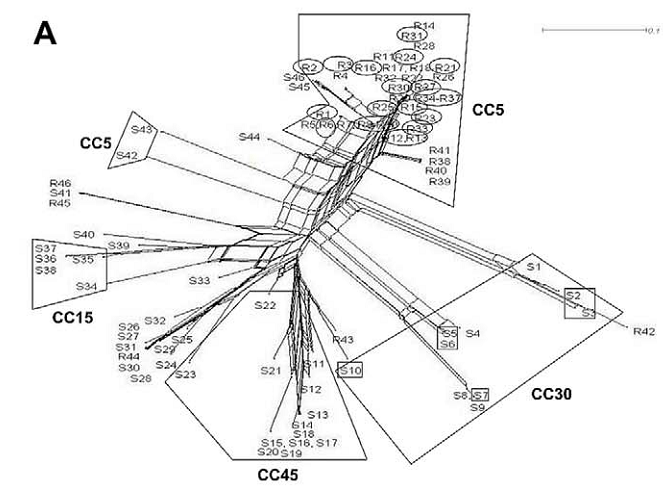 A
R14
R31
R28
0.1
R11 R24
R2 R3 R16 R17, R18 R21
R4 R32 R26
S46
S45
R30 R27
R34-R37
R25 R15
R1 R23
R5 R6 R7 R33
CC5
R12, R13
S44
S43
CC5
S42
R41
R38
R40
R39
R46
S41
R45
S40
S39
S37
S36 S35
S38
S34
S33
CC15
S1
S2
S3
R42
S22
S32
S26
S27
S31
R44
S30
S28
S25
S29
S24
S23
S5 S4
S6
R43
S21
S11
S10
S12
S8, S7
S9
CC30
S13
S14
S18
S15, S16, S17
S20 S19
CC45